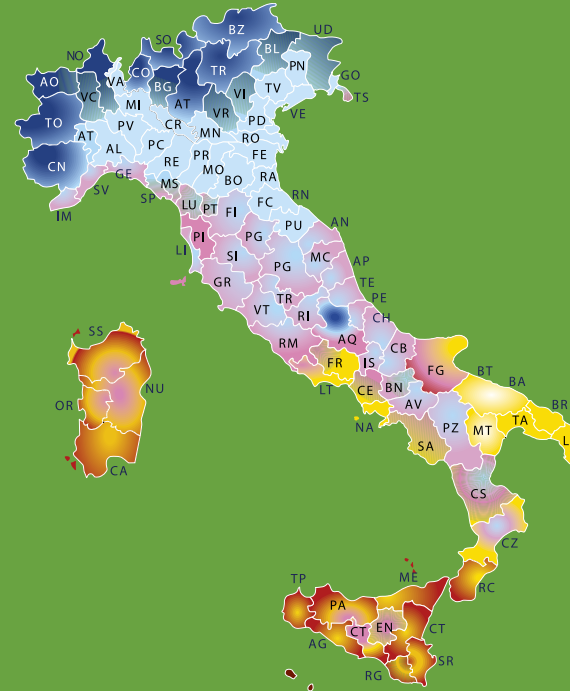 BZ
SO
UD
BL
NO
TR
PN
AO
VA
CO
BG
GO
VC
VI
TV
TS
MI
AT
VR
VE
TO
PV
CR
MN
PD
AT
RO
AL
PC
PR
FE
CN
RE
MO
GE
BO
RA
SV
MS
SP
LU
PT
FI
FC
RN
IM
PU
AN
PI
PG
LI
SI
MC
AP
PG
GR
TE
TR
PE
VT
RI
CH
AQ
SS
RM
CB
FR
IS
FG
BT
BA
NU
LT
CE
BN
OR
AV
BR
NA
PZ
TA
MT
L
SA
CA
CS
CZ
TP
ME
RC
PA
CT
EN
CT
AG
SR
RG